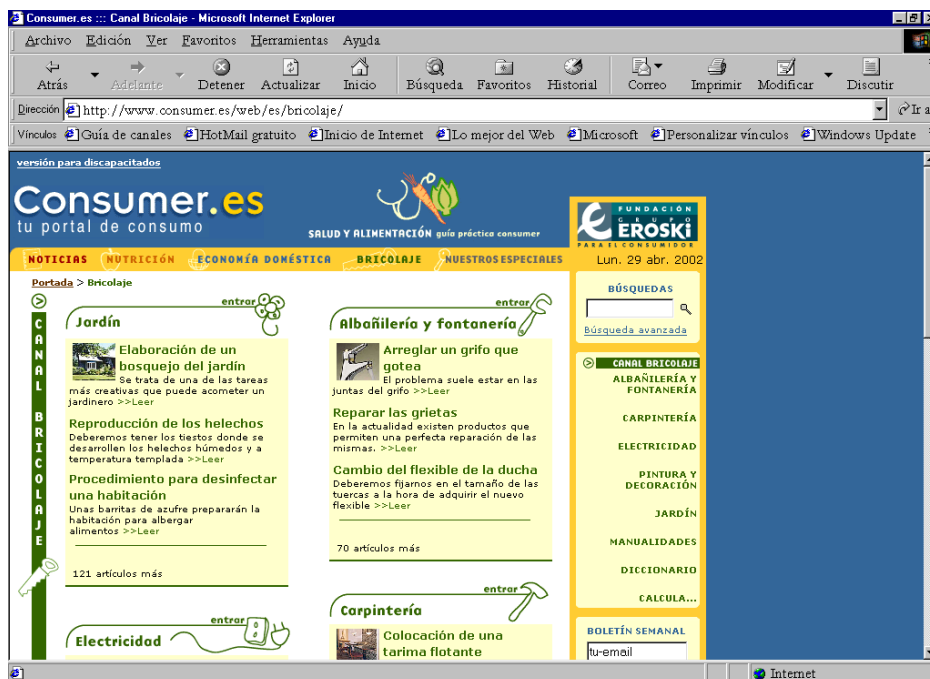 Consumer.es ::: Canal Bricolaje - Microsoft Internet Explorer
Archivo Edición Ver Favoritos Herramientas Ayuda
Atrás Adelante Detener Actualizar Inicio Búsqueda Favoritos Historial Correo Imprimir Modificar Discutir
Dirección http://www.consumer.es/web/es/bricolaje/ Ir a
Vínculos Guía de canales HotMail gratuito Inicio de Internet Lo mejor del Web Microsoft Personalizar vínculos Windows Update
versión para discapacitados
Consumer.es
tu portal de consumo
SALUD Y ALIMENTACIÓN guía práctica consumer
FUNDACIÓN
GRUPO
EROSKI
PARA EL CONSUMIDOR
NOTICIAS NUTRICIÓN ECONOMÍA DOMÉSTICA BRICOLAJE NUESTROS ESPECIALES Lun. 29 abr. 2002
Portada > Bricolaje
CANAL BRICOLAJE
entrar
Jardín
Elaboración de un
bosquejo del jardín
Se trata de una de las tareas
más creativas que puede acometer un
jardinero >>Leer
Reproducción de los helechos
Deberemos tener los tiestos donde se
desarrollen los helechos húmedos y a
temperatura templada >>Leer
Procedimiento para desinfectar
una habitación
Unas barritas de azufre prepararán la
habitación para albergar
alimentos >>Leer
121 artículos más
entrar
Electricidad
entrar
Albañilería y fontanería
Arreglar un grifo que
gotea
El problema suele estar en las
juntas del grifo >>Leer
Reparar las grietas
En la actualidad existen productos que
permiten una perfecta reparación de las
mismas. >>Leer
Cambio del flexible de la ducha
Deberemos fijarnos en el tamaño de las
tuercas a la hora de adquirir el nuevo
flexible >>Leer
70 artículos más
entrar
Carpintería
Colocación de una
tarima flotante
BÚSQUEDAS
Búsqueda avanzada
CANAL BRICOLAJE
ALBAÑILERÍA Y
FONTANERÍA
CARPINTERÍA
ELECTRICIDAD
PINTURA Y
DECORACIÓN
JARDÍN
MANUALIDADES
DICCIONARIO
CALCULA...
BOLETÍN SEMANAL
tu-email
Internet